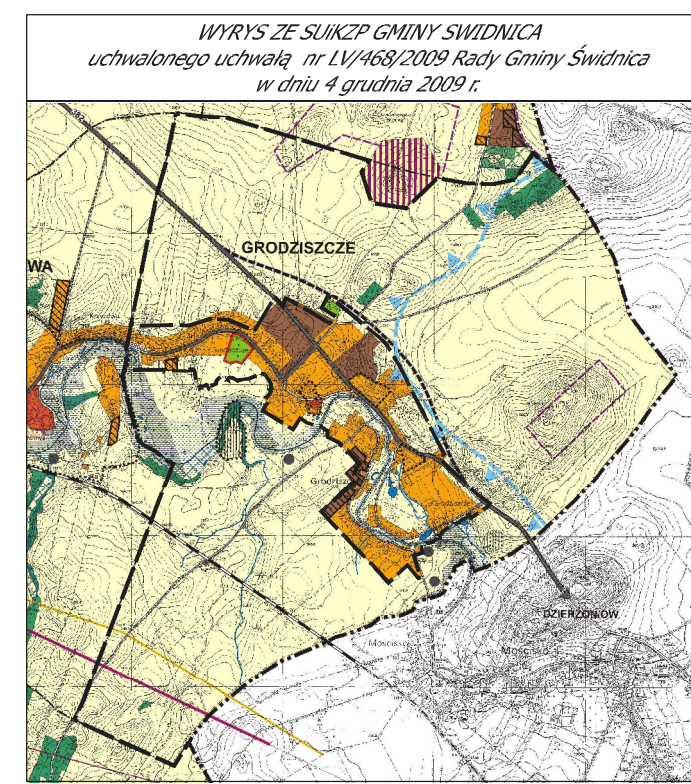 WYRYS ZE SUiKZP GMINY SWIDNICA
uchwalonego uchwałą nr LV/468/2009 Rady Gminy Świdnica
w dniu 4 grudnia 2009 r.
382
GRODZISZCZE
WA
DZIERŻONIÓW
Mościsko
Mościsko